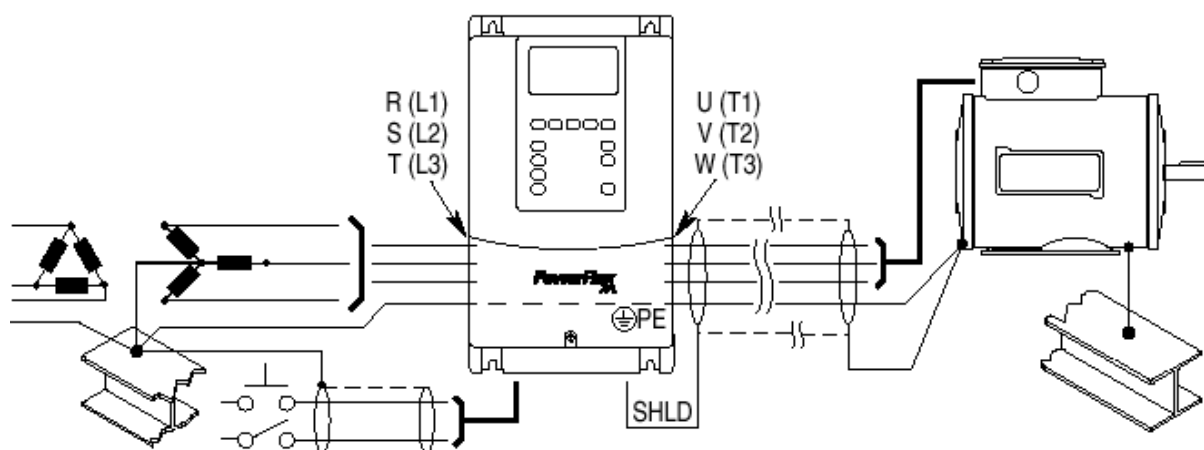 R (L1)
S (L2)
T (L3)
U (T1)
V (T2)
W (T3)
PowerFlex
PE
SHLD